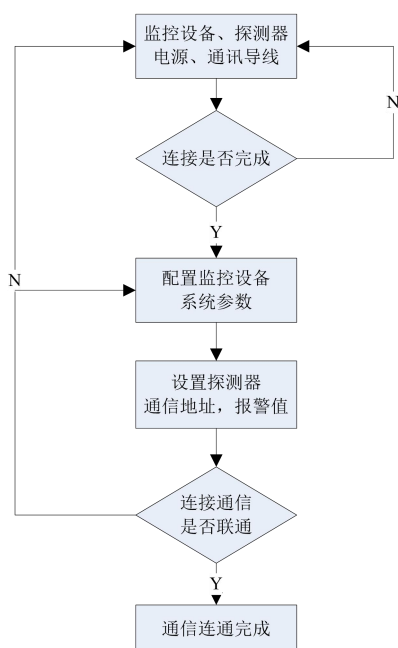 监控设备、探测器
电源、通讯导线
N
连接是否完成
Y
N
配置监控设备
系统参数
设置探测器
通信地址，报警值
连接通信
是否联通
Y
通信连通完成